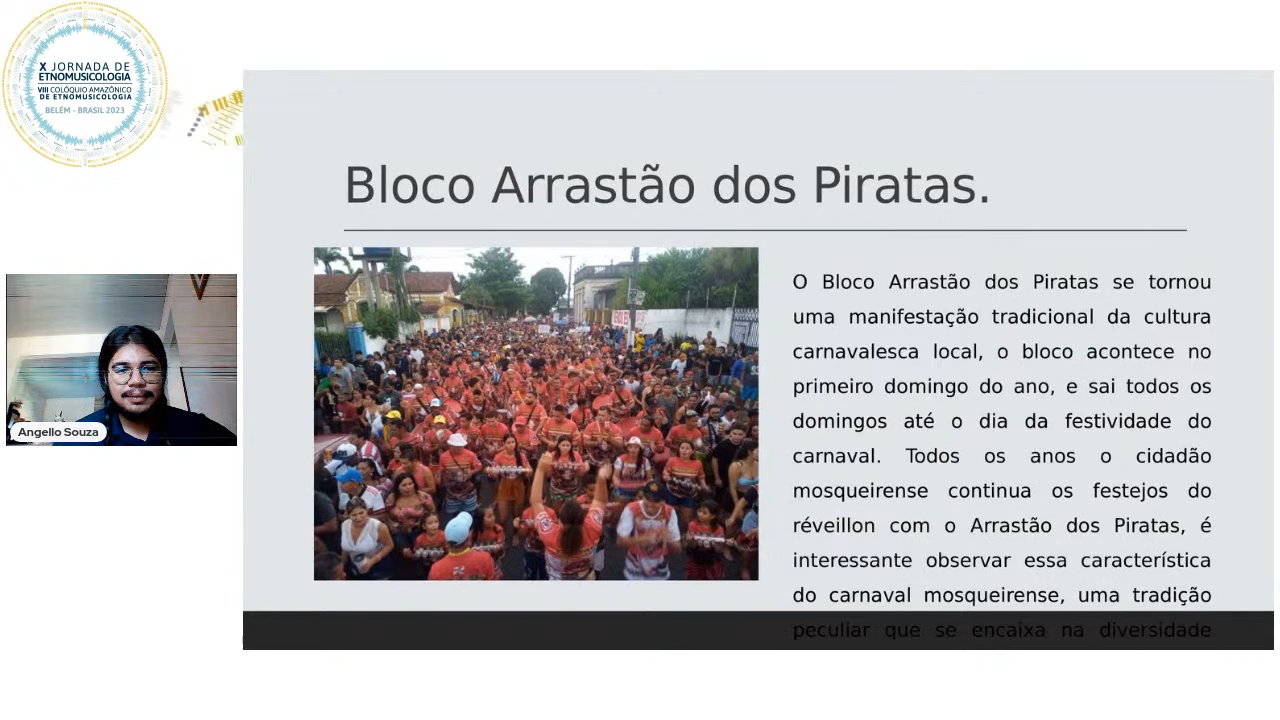 X JORNADA DE
ETNOMUSICOLOGIA
VIII COLÓQUIO AMAZÔNICO
DE ETNOMUSICOLOGIA
BELÉM - BRASIL 2023
Bloco Arrastão dos Piratas.
O Bloco Arrastão dos Piratas se tornou
uma manifestação tradicional da cultura
carnavalesca local, o bloco acontece no
primeiro domingo do ano, e sai todos os
domingos até o dia da festividade do
carnaval. Todos os anos o cidadão
mosqueirense continua os festejos do
réveillon com o Arrastão dos Piratas, é
interessante observar essa característica
do carnaval mosqueirense, uma tradição
peculiar que se encaixa na diversidade
Angello Souza